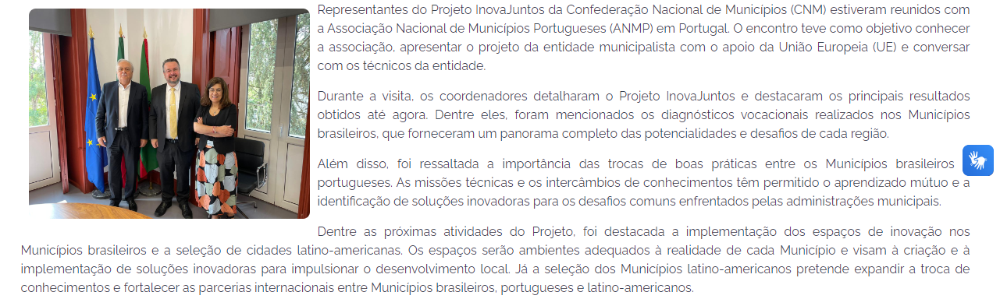 Representantes do Projeto InovaJuntos da Confederação Nacional de Municípios (CNM) estiveram reunidos com
a Associação Nacional de Municípios Portugueses (ANMP) em Portugal. O encontro teve como objetivo conhecer
a associação, apresentar o projeto da entidade municipalista com o apoio da União Europeia (UE) e conversar
com os técnicos da entidade.
Durante a visita, os coordenadores detalharam o Projeto InovaJuntos e destacaram os principais resultados
obtidos até agora. Dentre eles, foram mencionados os diagnósticos vocacionais realizados nos Municípios
brasileiros, que forneceram um panorama completo das potencialidades e desafios de cada região.
Além disso, foi ressaltada a importância das trocas de boas práticas entre os Municípios brasileiros
portugueses. As missões técnicas e os intercâmbios de conhecimentos têm permitido o aprendizado mútuo e a
identificação de soluções inovadoras para os desafios comuns enfrentados pelas administrações municipais.
Dentre as próximas atividades do Projeto, foi destacada a implementação dos espaços de inovação nos
Municípios brasileiros e a seleção de cidades latino-americanas. Os espaços serão ambientes adequados à realidade de cada Município e visam à criação e à
implementação de soluções inovadoras para impulsionar o desenvolvimento local. Já a seleção dos Municípios latino-americanos pretende expandir a troca de
conhecimentos e fortalecer as parcerias internacionais entre Municípios brasileiros, portugueses e latino-americanos.